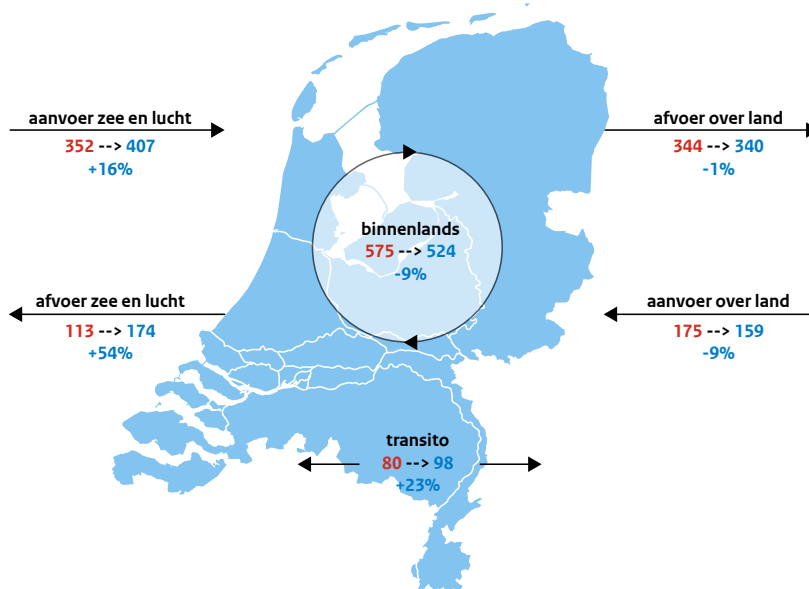 aanvoer zee en lucht
352 --> 407
+16%
afvoer over land
344 --> 340
-1%
binnenlands
575 --> 524
-9%
afvoer zee en lucht
113 --> 174
+54%
aanvoer over land
175 --> 159
-9%
transito
80 --> 98
+23%